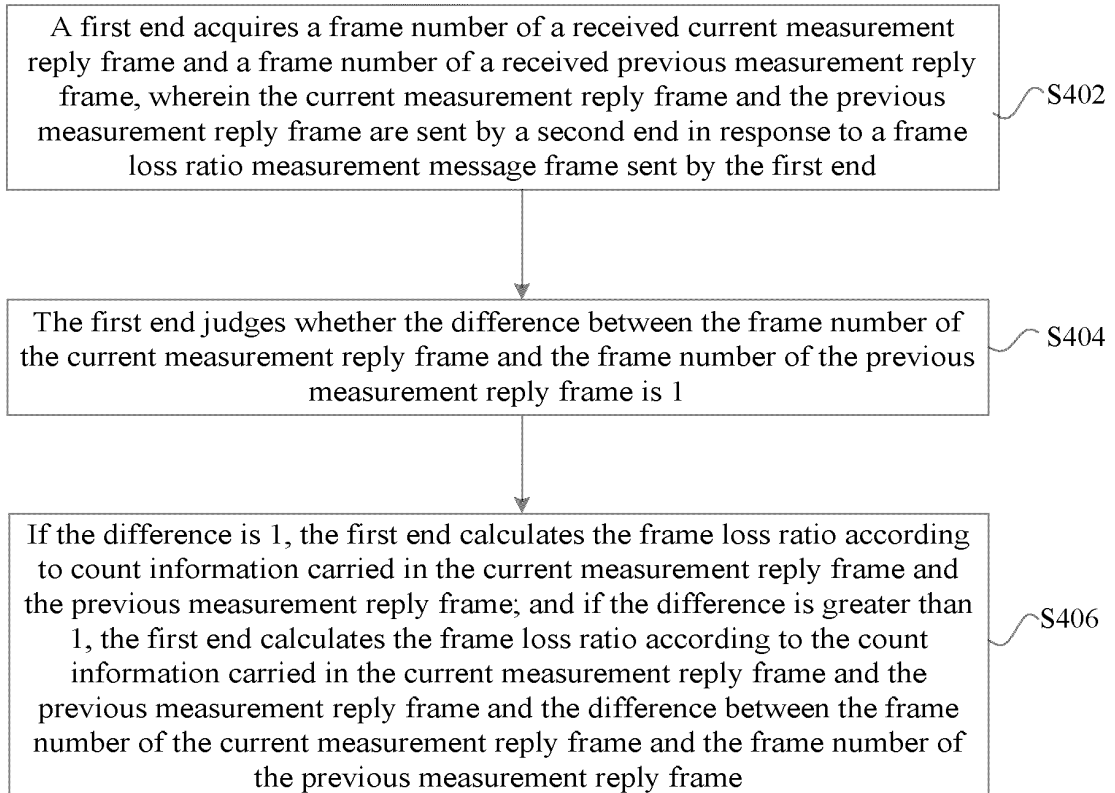 A first end acquires a frame number of a received current measurement
reply frame and a frame number of a received previous measurement reply
frame, wherein the current measurement reply frame and the previous
measurement reply frame are sent by a second end in response to a frame
loss ratio measurement message frame sent by the first end
S402
The first end judges whether the difference between the frame number of
the current measurement reply frame and the frame number of the previous
measurement reply frame is 1
S404
If the difference is 1, the first end calculates the frame loss ratio according
to count information carried in the current measurement reply frame and
the previous measurement reply frame; and if the difference is greater than
1, the first end calculates the frame loss ratio according to the count
information carried in the current measurement reply frame and the
previous measurement reply frame and the difference between the frame
number of the current measurement reply frame and the frame number of
the previous measurement reply frame
S406